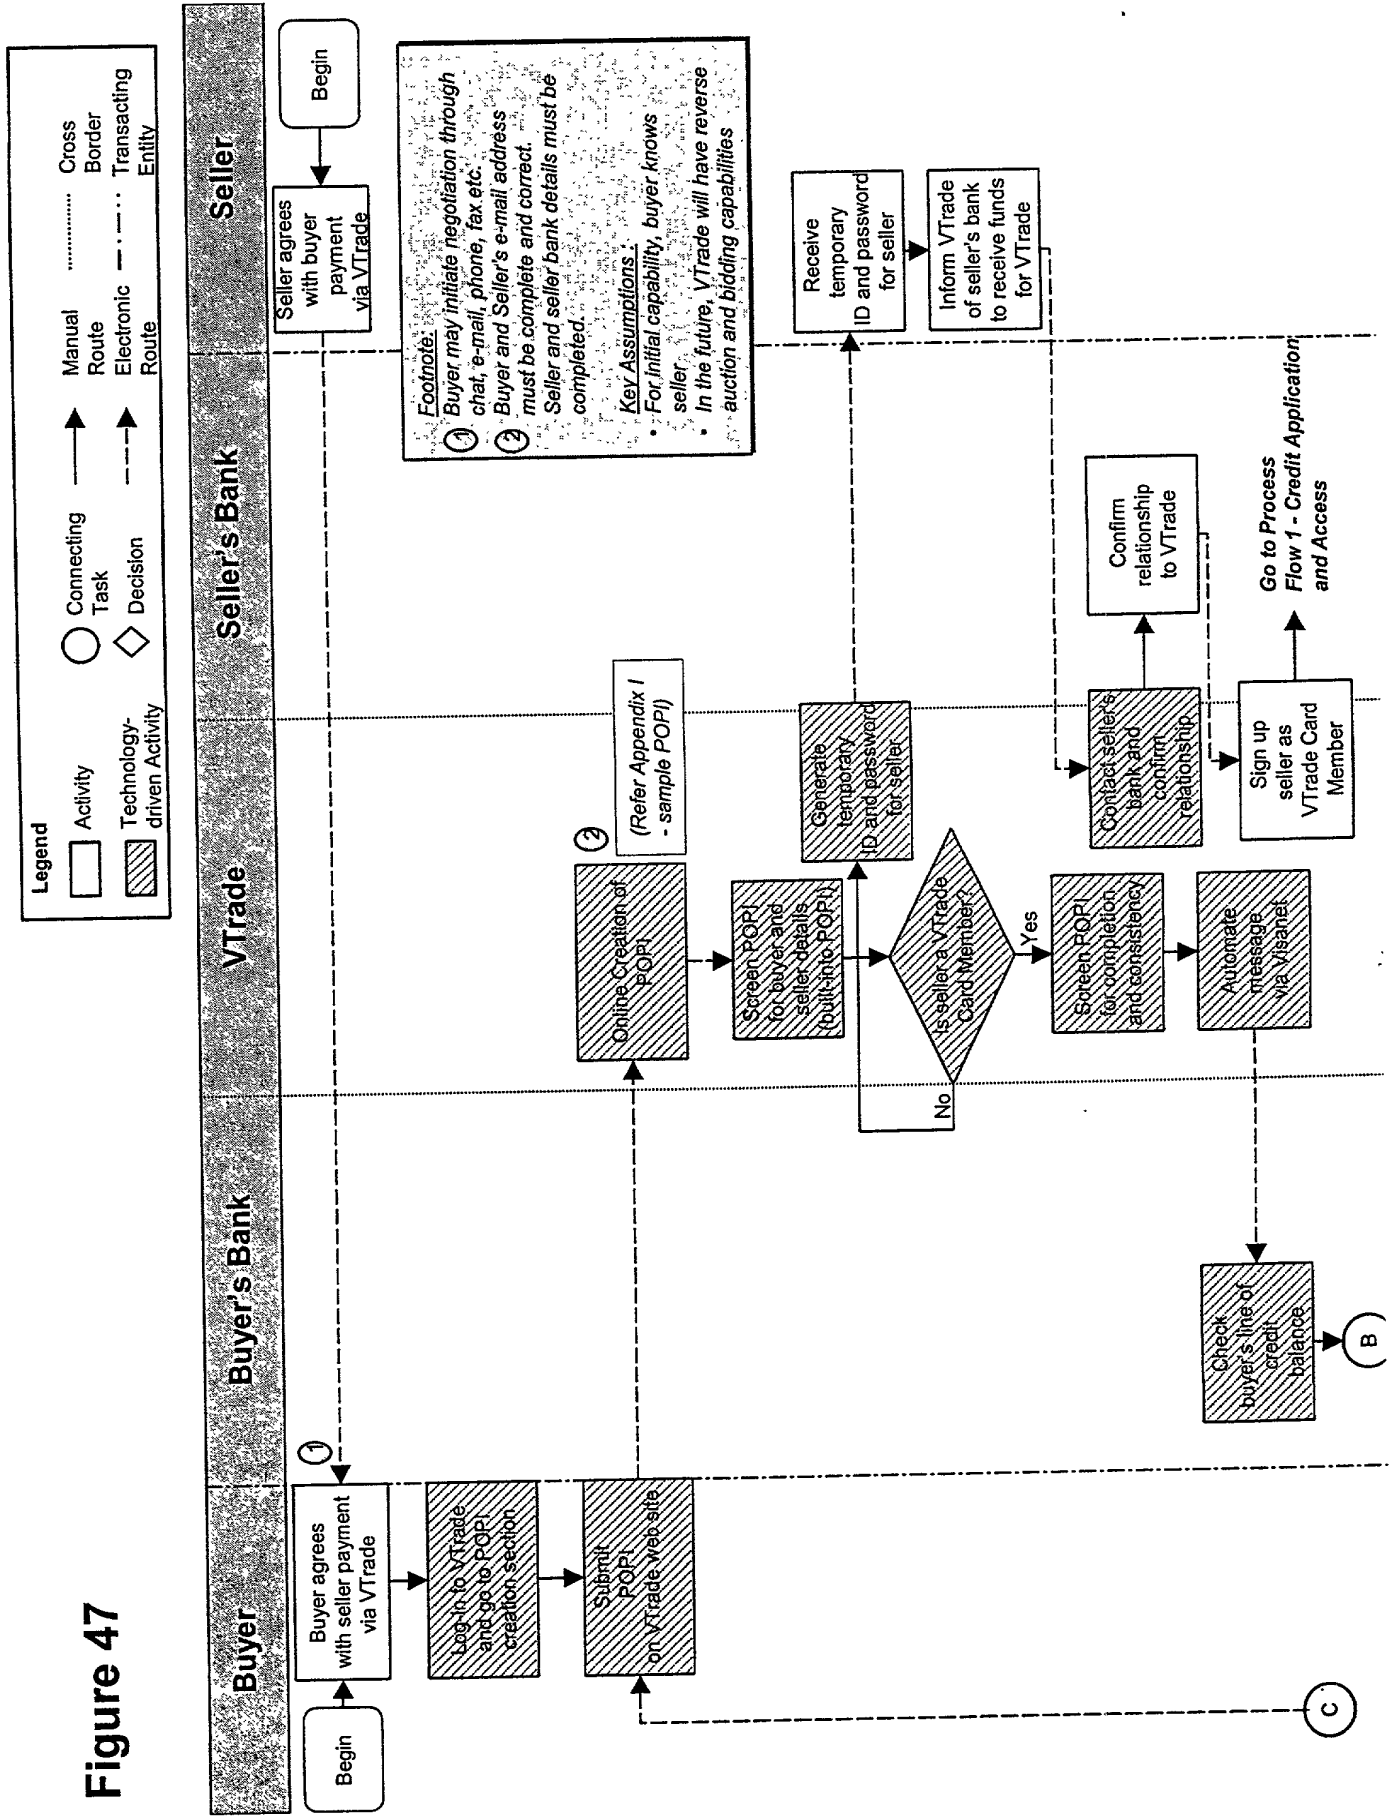 Figure 47
Legend
Activity
Technology-
driven Activity
Connecting
Task
Decision
Manual
Route
Electronic
Route
Cross
Border
Transacting
Entity
Buyer
Buyer's Bank
VTrade
Seller's Bank
Seller
Begin
Buyer agrees
with seller payment
via VTrade
1
Seller agrees
with buyer
payment
via VTrade
Begin
Log-In to VTrade
and go to POPI
creation section
Submit
POPI
on VTrade web site
Online Creation of
POPI
2
(Refer Appendix I
- sample POPI)
Footnote:
1 Buyer may initiate negotiation through
chat, e-mail, phone, fax etc.
2 Buyer and Seller's e-mail address
must be complete and correct.
Seller and seller bank details must be
completed.
Key Assumptions :
• For initial capability, buyer knows
seller
• In the future, VTrade will have reverse
auction and bidding capabilities
Screen POPI
for buyer and
seller details
(built-into POPI)
Generate
temporary
ID and password
for seller
Receive
temporary
ID and password
for seller
Is seller a VTrade
Card Member?
No
Yes
Inform VTrade
of seller's bank
to receive funds
for VTrade
Screen POPI
for completion
and consistency
Contact seller's
bank and
confirm
relationship
Confirm
relationship
to VTrade
Automate
message
via Visanet
Sign up
seller as
VTrade Card
Member
Go to Process
Flow 1 - Credit Application
and Access
Check
buyer's line of
credit
balance
B
C